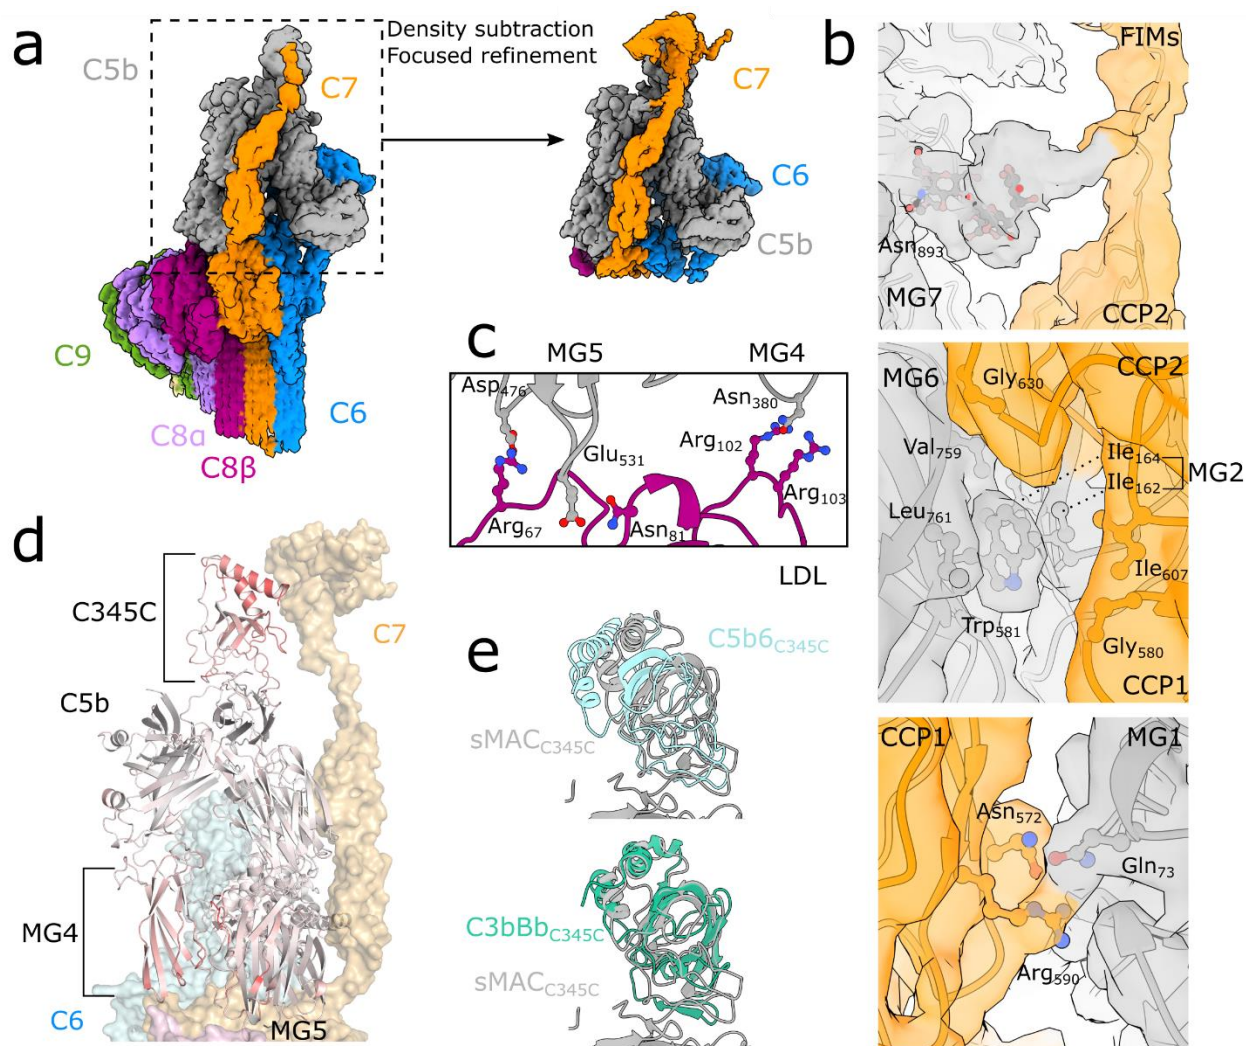 a
C5b
C7
Density subtraction
Focused refinement
C7
C6
C5b
C9
C8α
C8β
C6
b
FIMs
Asn893
MG7
CCP2
MG6
Gly630
CCP2
Val759
Ile164
Ile162
MG2
Leu761
Ile607
Trp581
Gly580
CCP1
CCP1
MG1
Asn572
Gln73
Arg590
c
MG5
MG4
Asp476
Asn380
Arg102
Glu531
Arg103
Arg67
Asn81
LDL
d
C345C
C7
C5b
MG4
C6
MG5
e
C5b6C345C
sMACC345C
C3bBbC345C
sMACC345C